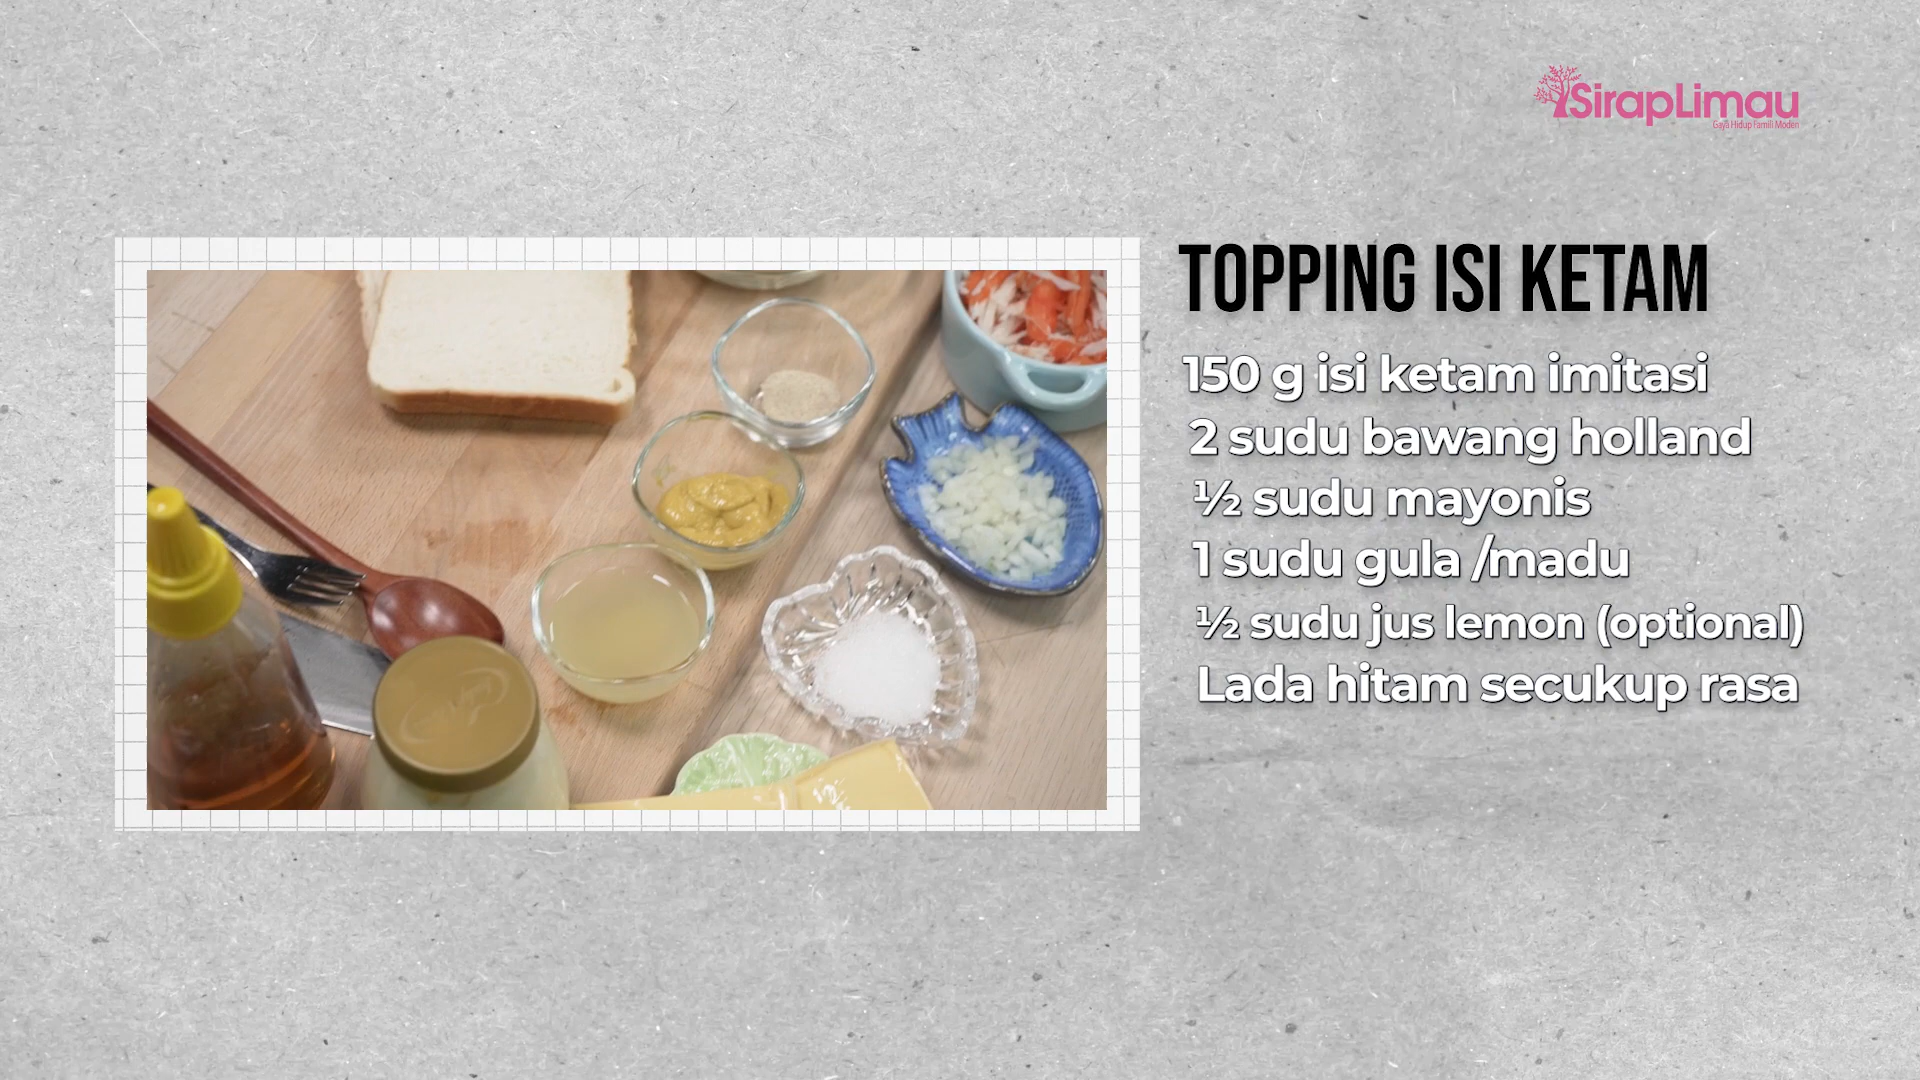 SirapLimau
Gaya Hidup Famili Moden
TOPPING ISI KETAM
150 g isi ketam imitasi
2 sudu bawang holland
½ sudu mayonis
1 sudu gula /madu
½ sudu jus lemon (optional)
Lada hitam secukup rasa